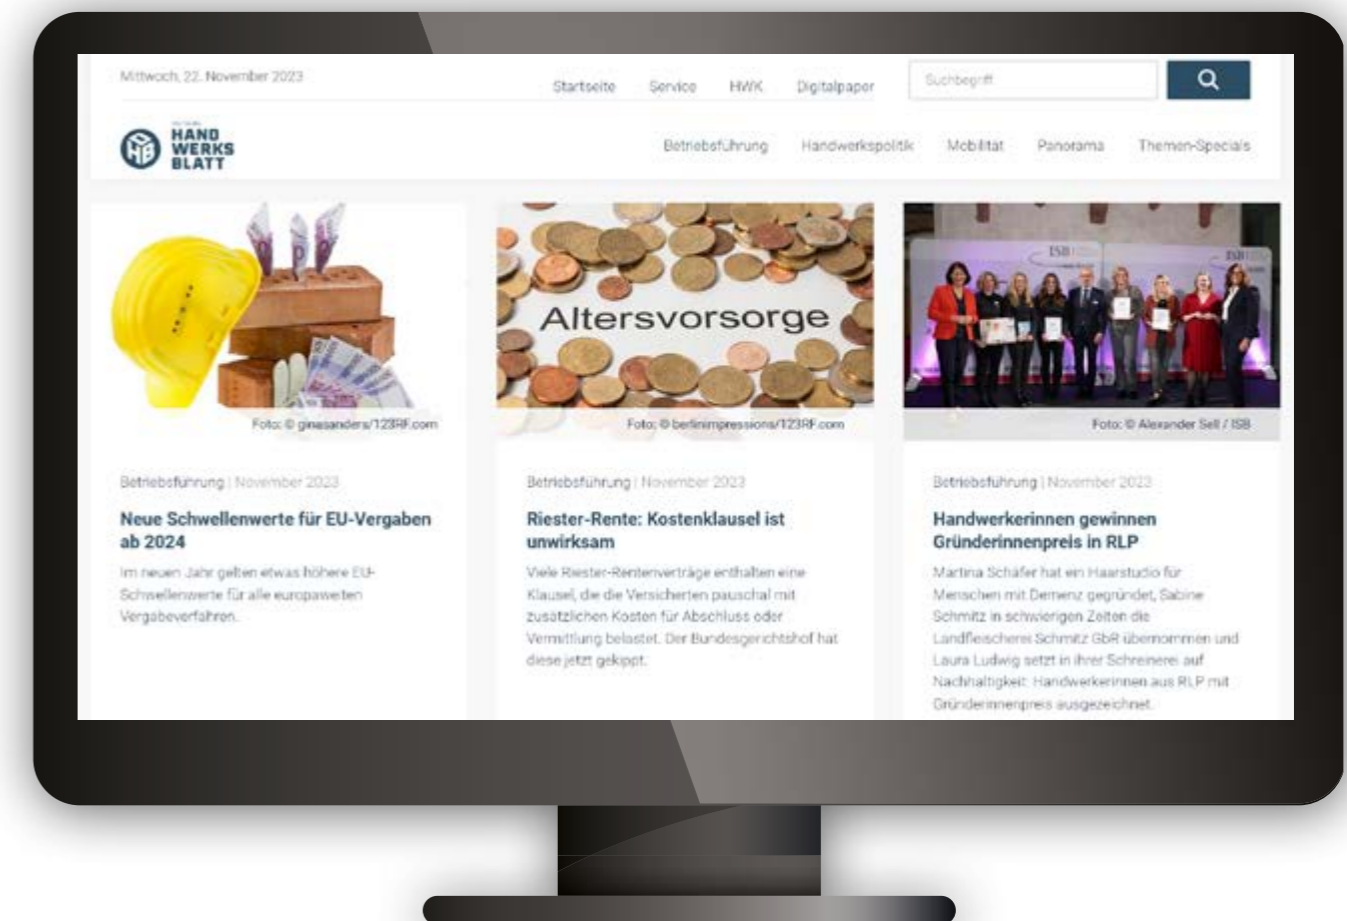 Mittwoch, 22. November 2023
Startseite Service HWK Digitalpaper
Suchbegriff
HAND
WERKS
BLATT
Betriebsführung Handwerkspolitik Mobilität Panorama Themen-Specials
Foto: © ginasanders/123RF.com
Betriebsführung | November 2023
Neue Schwellenwerte für EU-Vergaben
ab 2024
Im neuen Jahr gelten etwas höhere EU-
Schwellenwerte für alle europaweiten
Vergabeverfahren.
Altersvorsorge
Foto: © berlinimpressions/123RF.com
Betriebsführung | November 2023
Riester-Rente: Kostenklausel ist
unwirksam
Viele Riester-Rentenverträge enthalten eine
Klausel, die die Versicherten pauschal mit
zusätzlichen Kosten für Abschluss oder
Vermittlung belastet. Der Bundesgerichtshof hat
diese jetzt gekippt.
ISB
ISB
Foto: © Alexander Sell / ISB
Betriebsführung | November 2023
Handwerkerinnen gewinnen
Gründerinnenpreis in RLP
Martina Schäfer hat ein Haarstudio für
Menschen mit Demenz gegründet, Sabine
Schmitz in schwierigen Zeiten die
Landfleischerei Schmitz GbR übernommen und
Laura Ludwig setzt in ihrer Schreinerei auf
Nachhaltigkeit: Handwerkerinnen aus RLP mit
Gründerinnenpreis ausgezeichnet.